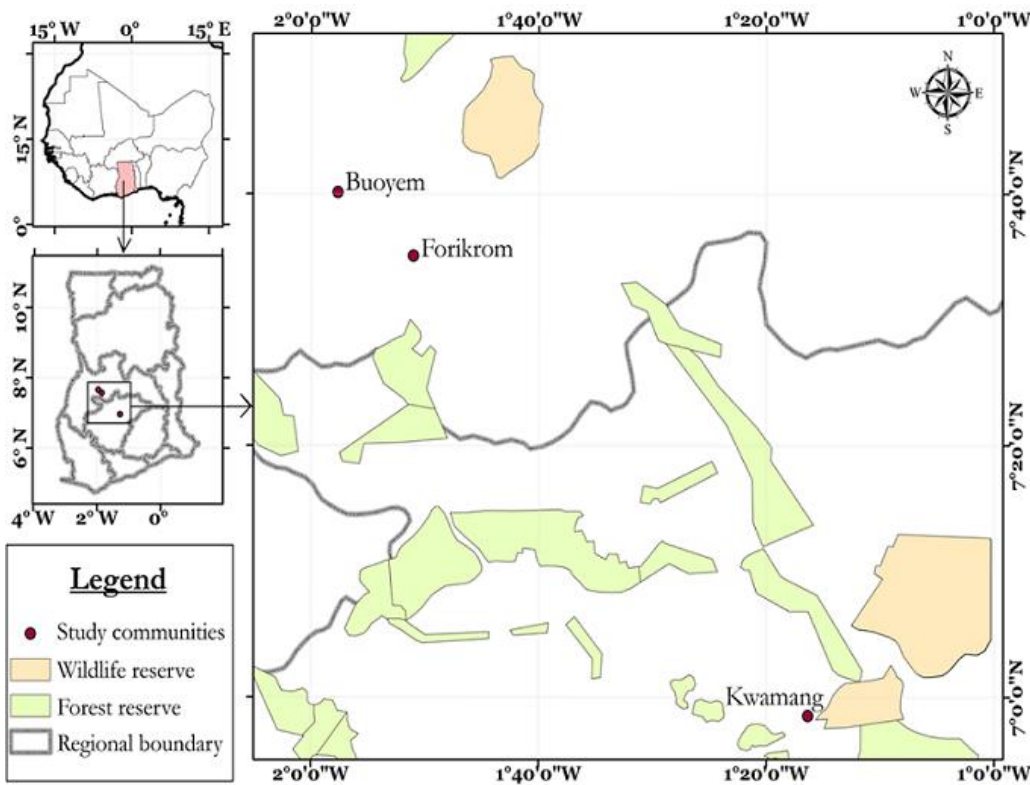 15°W 0° 15°E
15°N
0°
10°N
8°N
6°N
4°W 2°W 0°
Legend
Study communities
Wildlife reserve
Forest reserve
Regional boundary
2°0'0"W 1°40'0"W 1°20'0"W 1°0'0"W
N
W E
S
Buoyem
Forikrom
Kwamang
7°40'0"N
7°20'0"N
7°0'0"N
2°0'0"W 1°40'0"W 1°20'0"W 1°0'0"W